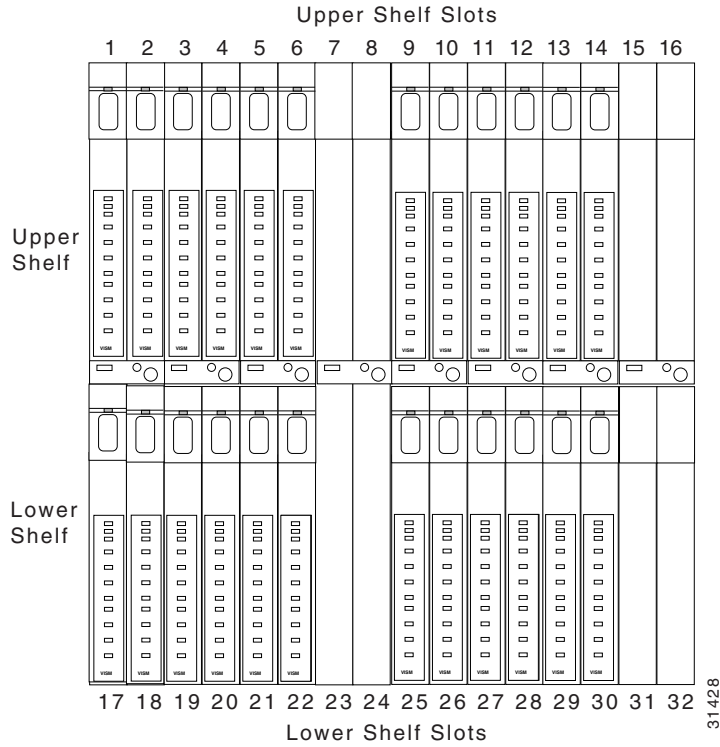 Upper Shelf Slots
1 2 3 4 5 6 7 8 9 10 11 12 13 14 15 16
Upper
Shelf
VISM VISM VISM VISM VISM VISM VISM VISM VISM VISM VISM VISM
Lower
Shelf
VISM VISM VISM VISM VISM VISM VISM VISM VISM VISM VISM VISM
17 18 19 20 21 22 23 24 25 26 27 28 29 30 31 32
Lower Shelf Slots
31428